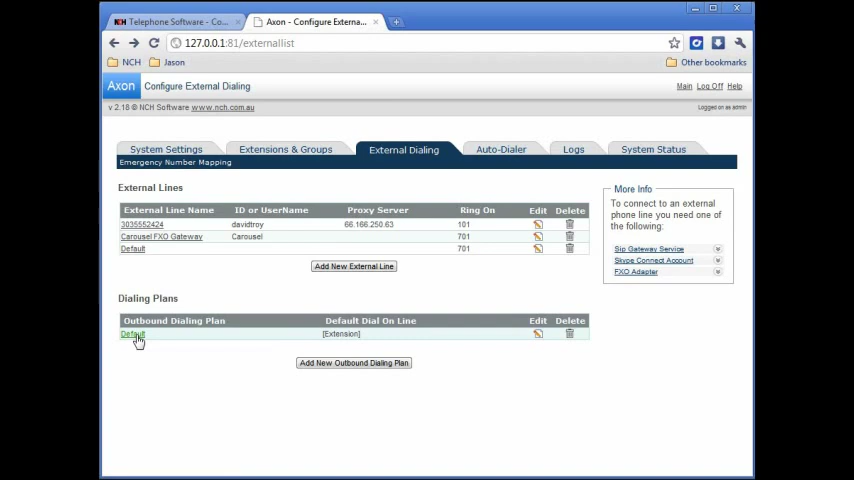 NCH Telephone Software - Co... Axon - Configure Externa...
127.0.0.1:81/externallist
NCH Jason Other bookmarks
Axon Configure External Dialing Main Log Off Help
v 2.18 © NCH Software www.nch.com.au Logged on as admin
System Settings Extensions & Groups External Dialing Auto-Dialer Logs System Status
Emergency Number Mapping
External Lines
External Line Name ID or UserName Proxy Server Ring On Edit Delete
3035552424 davidtroy 66.166.250.63 101
Carousel FXO Gateway Carousel 701
Default 701
Add New External Line
More Info
To connect to an external
phone line you need one of
the following:
Sip Gateway Service
Skype Connect Account
FXO Adapter
Dialing Plans
Outbound Dialing Plan Default Dial On Line Edit Delete
Default [Extension]
Add New Outbound Dialing Plan